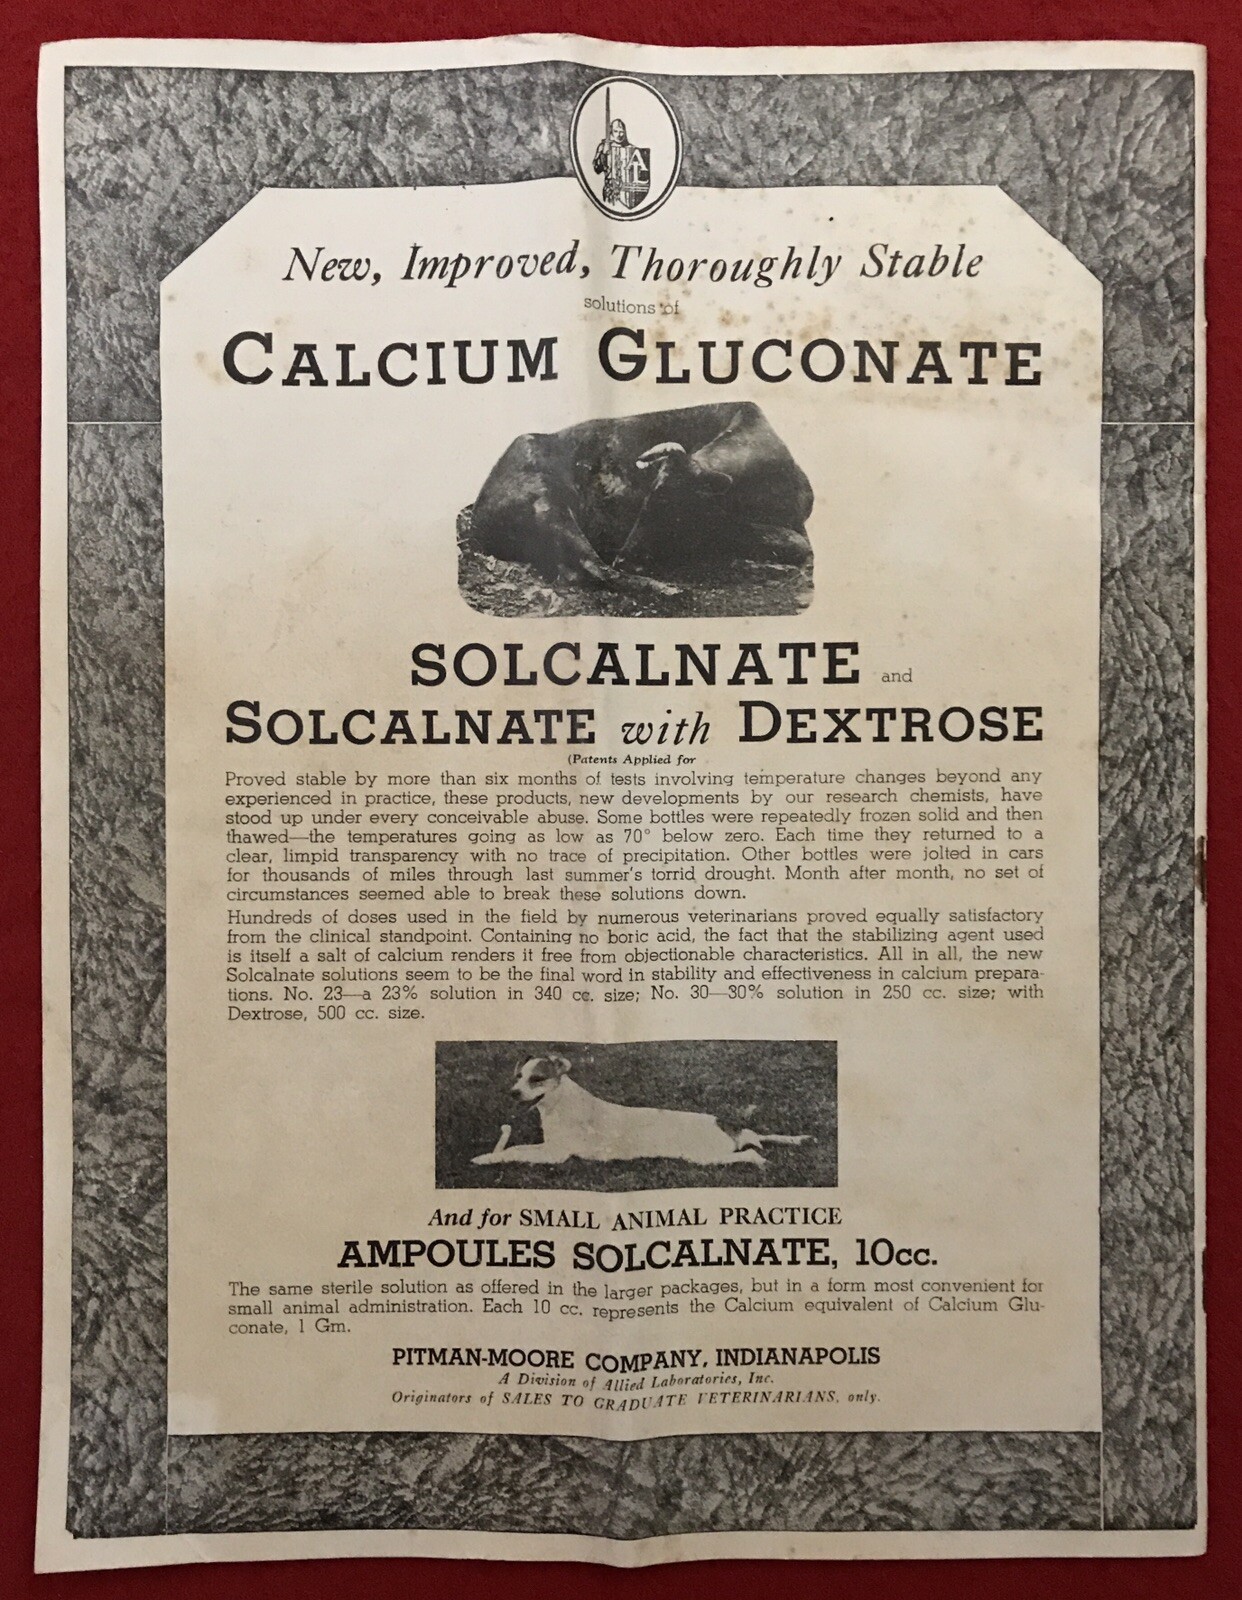 AL
New, Improved, Thoroughly Stable
solutions of
CALCIUM GLUCONATE
SOLCALNATE and
SOLCALNATE with DEXTROSE
(Patents Applied for
Proved stable by more than six months of tests involving temperature changes beyond any
experienced in practice, these products, new developments by our research chemists, have
stood up under every conceivable abuse. Some bottles were repeatedly frozen solid and then
thawed—the temperatures going as low as 70° below zero. Each time they returned to a
clear, limpid transparency with no trace of precipitation. Other bottles were jolted in cars
for thousands of miles through last summer's torrid drought. Month after month, no set of
circumstances seemed able to break these solutions down.
Hundreds of doses used in the field by numerous veterinarians proved equally satisfactory
from the clinical standpoint. Containing no boric acid, the fact that the stabilizing agent used
is itself a salt of calcium renders it free from objectionable characteristics. All in all, the new
Solcalnate solutions seem to be the final word in stability and effectiveness in calcium prepara-
tions. No. 23—a 23% solution in 340 cc. size; No. 30—30% solution in 250 cc. size; with
Dextrose, 500 cc. size.
And for SMALL ANIMAL PRACTICE
AMPOULES SOLCALNATE, 10cc.
The same sterile solution as offered in the larger packages, but in a form most convenient for
small animal administration. Each 10 cc. represents the Calcium equivalent of Calcium Glu-
conate, 1 Gm.
PITMAN-MOORE COMPANY, INDIANAPOLIS
A Division of Allied Laboratories, Inc.
Originators of SALES TO GRADUATE VETERINARIANS, only.